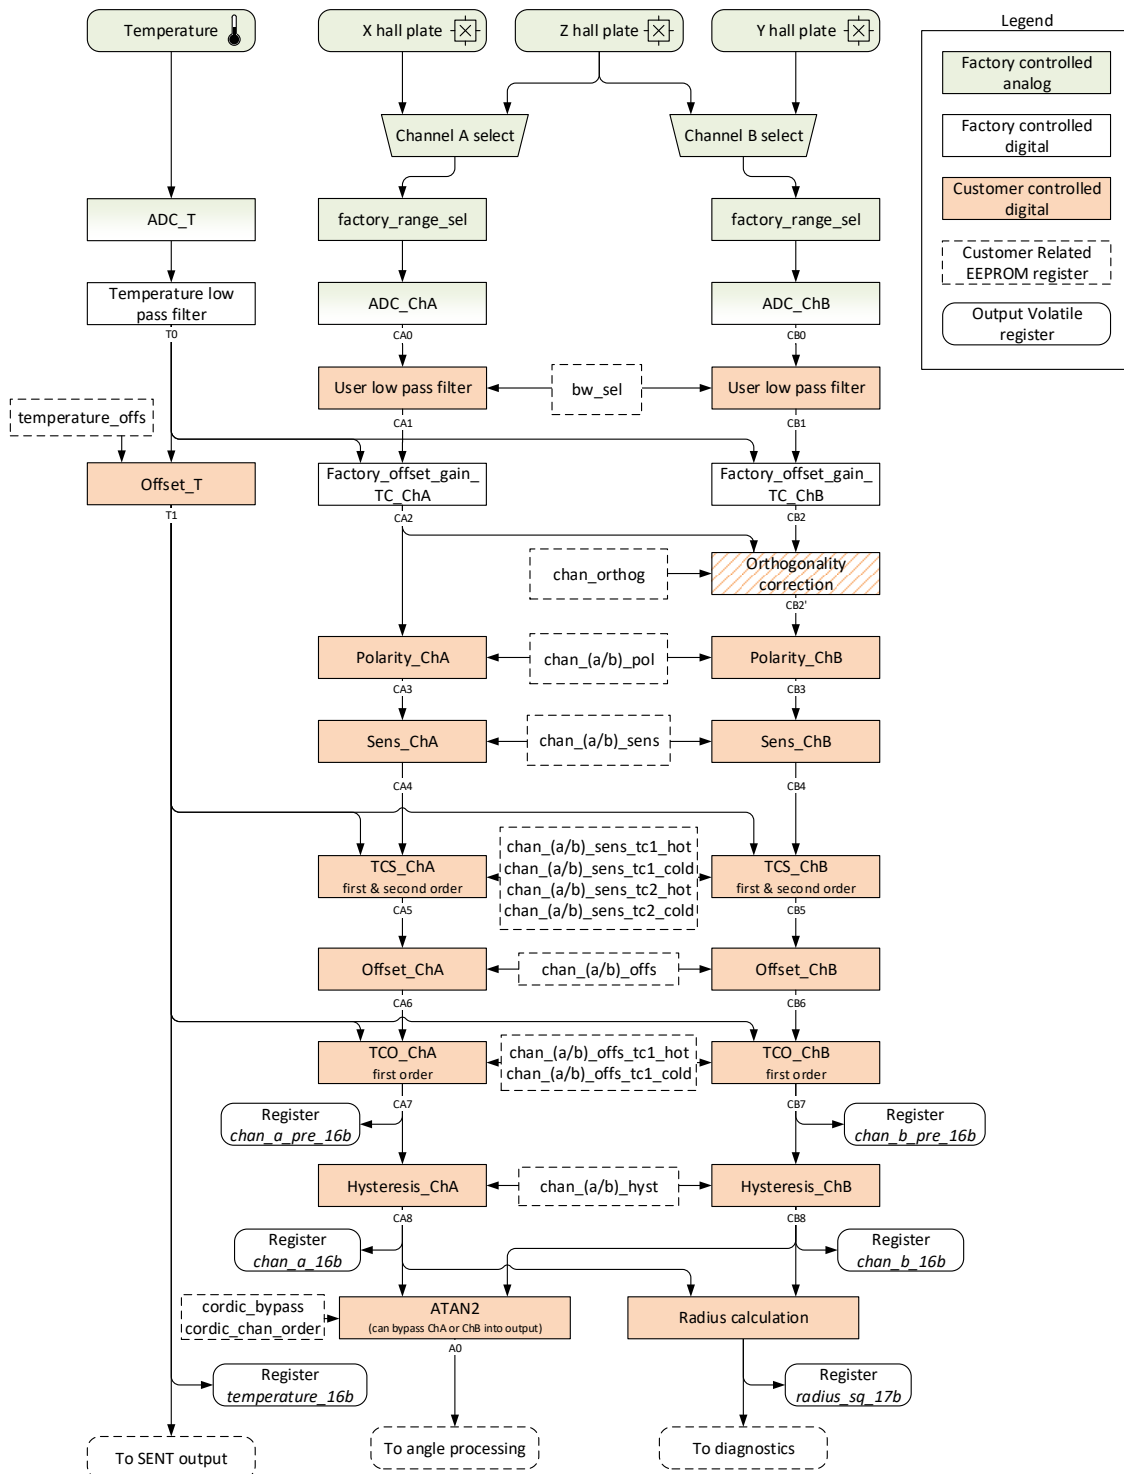 Temperature
X hall plate
Z hall plate
Y hall plate
Legend
Factory controlled
analog
Factory controlled
digital
Customer controlled
digital
Customer Related
EEPROM register
Output Volatile
register
Channel A select
Channel B select
ADC_T
factory_range_sel
factory_range_sel
Temperature low
pass filter
T0
ADC_ChA
CA0
ADC_ChB
CB0
User low pass filter
CA1
bw_sel
User low pass filter
CB1
temperature_offs
Offset_T
T1
Factory_offset_gain_
TC_ChA
CA2
Factory_offset_gain_
TC_ChB
CB2
chan_orthog
Orthogonality
correction
CB2'
Polarity_ChA
CA3
chan_(a/b)_pol
Polarity_ChB
CB3
Sens_ChA
CA4
chan_(a/b)_sens
Sens_ChB
CB4
TCS_ChA
first & second order
CA5
chan_(a/b)_sens_tc1_hot
chan_(a/b)_sens_tc1_cold
chan_(a/b)_sens_tc2_hot
chan_(a/b)_sens_tc2_cold
TCS_ChB
first & second order
CB5
Offset_ChA
CA6
chan_(a/b)_offs
Offset_ChB
CB6
TCO_ChA
first order
CA7
chan_(a/b)_offs_tc1_hot
chan_(a/b)_offs_tc1_cold
TCO_ChB
first order
CB7
Register
chan_a_pre_16b
Register
chan_b_pre_16b
Hysteresis_ChA
CA8
chan_(a/b)_hyst
Hysteresis_ChB
CB8
Register
chan_a_16b
Register
chan_b_16b
cordic_bypass
cordic_chan_order
ATAN2
(can bypass ChA or ChB into output)
A0
Radius calculation
Register
temperature_16b
Register
radius_sq_17b
To SENT output
To angle processing
To diagnostics